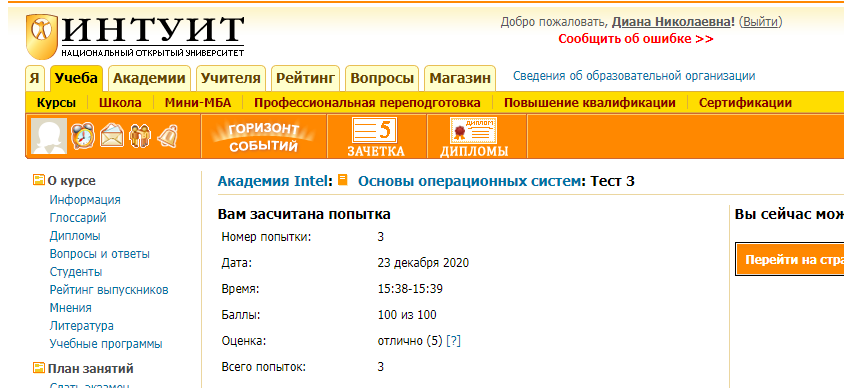 ИНТУИТ
НАЦИОНАЛЬНЫЙ ОТКРЫТЫЙ УНИВЕРСИТЕТ
Добро пожаловать, Диана Николаевна! (Выйти)
Сообщить об ошибке >>
Я Учеба Академии Учителя Рейтинг Вопросы Магазин Сведения об образовательной организации
Курсы Школа Мини-МБА Профессиональная переподготовка Повышение квалификации Сертификации
ГОРИЗОНТ СОБЫТИЙ
5 ЗАЧЕТКА
ДИПЛОМ ДИПЛОМЫ
О курсе
Информация
Глоссарий
Дипломы
Вопросы и ответы
Студенты
Рейтинг выпускников
Мнения
Литература
Учебные программы
План занятий
Сдать экзамен
Академия Intel: Основы операционных систем: Тест 3
Вам засчитана попытка
Номер попытки: 3
Дата: 23 декабря 2020
Время: 15:38-15:39
Баллы: 100 из 100
Оценка: отлично (5) [?]
Всего попыток: 3
Вы сейчас мож
Перейти на стра